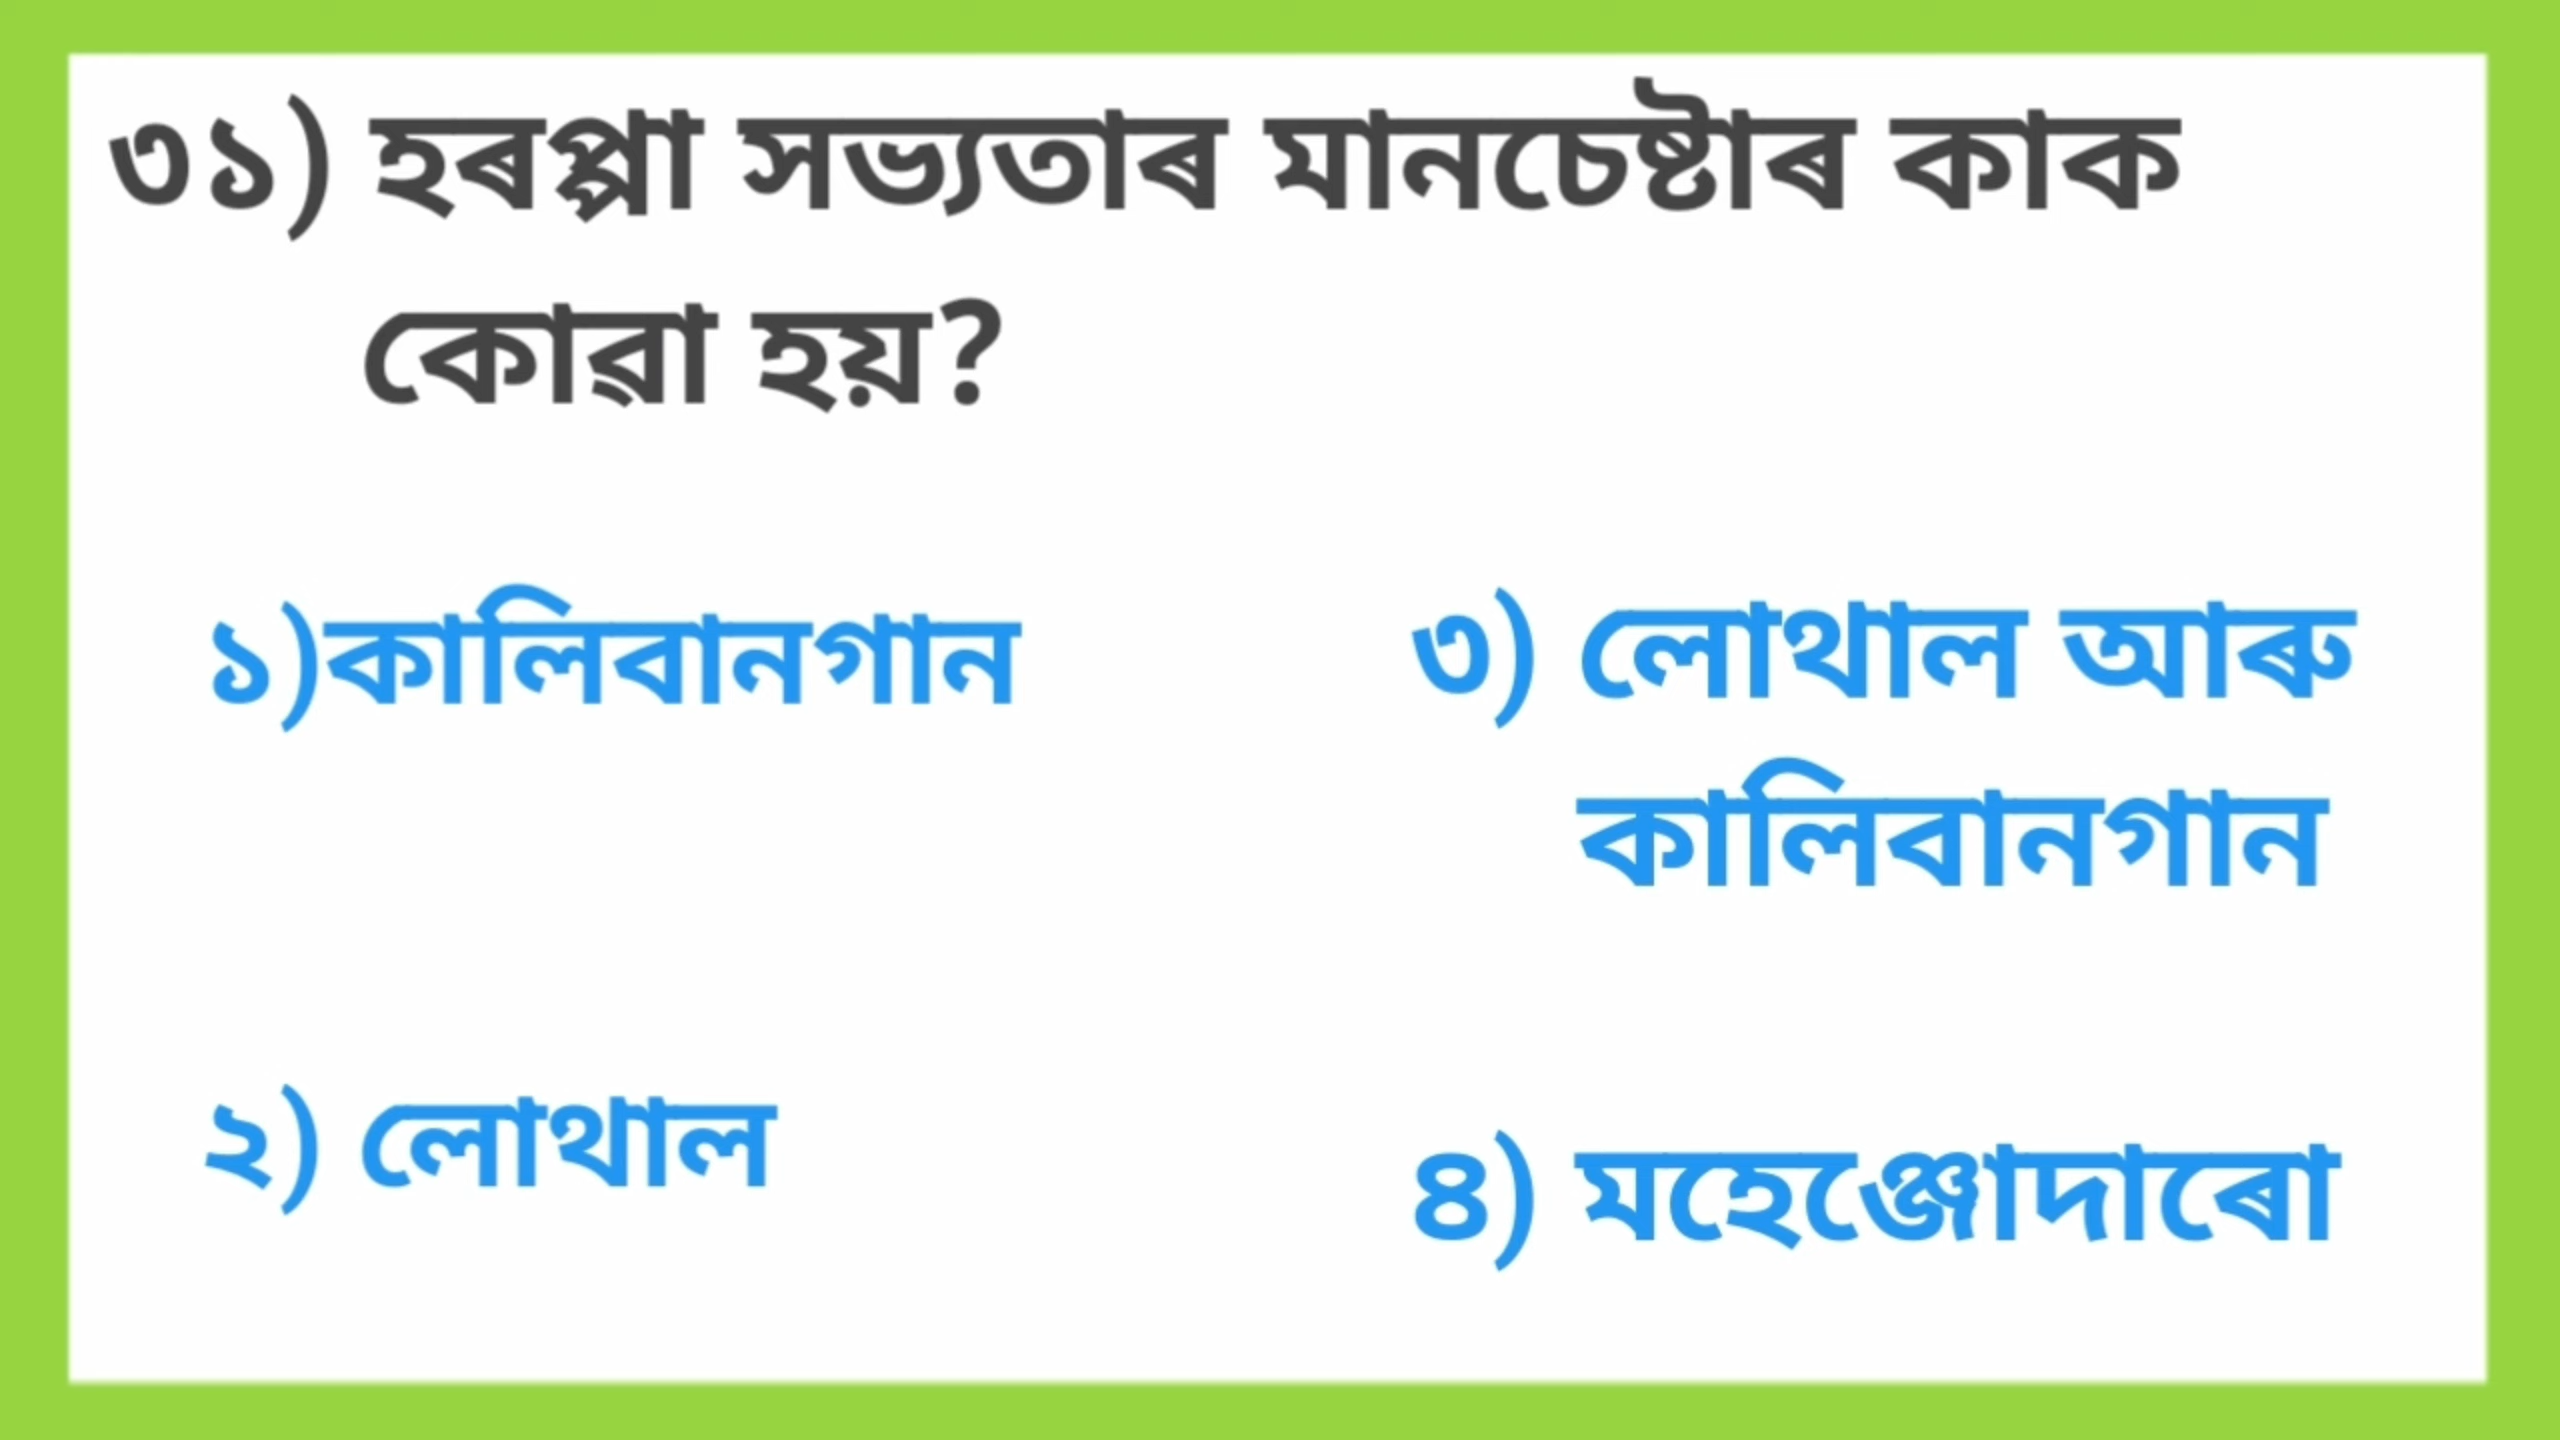 ৩১) হৰপ্পা সভ্যতাৰ মানচেষ্টাৰ কাক
কোৱা হয়?
১)কালিবানগান
২) লোথাল
৩) লোথাল আৰু
কালিবানগান
৪) মহেঞ্জোদাৰো